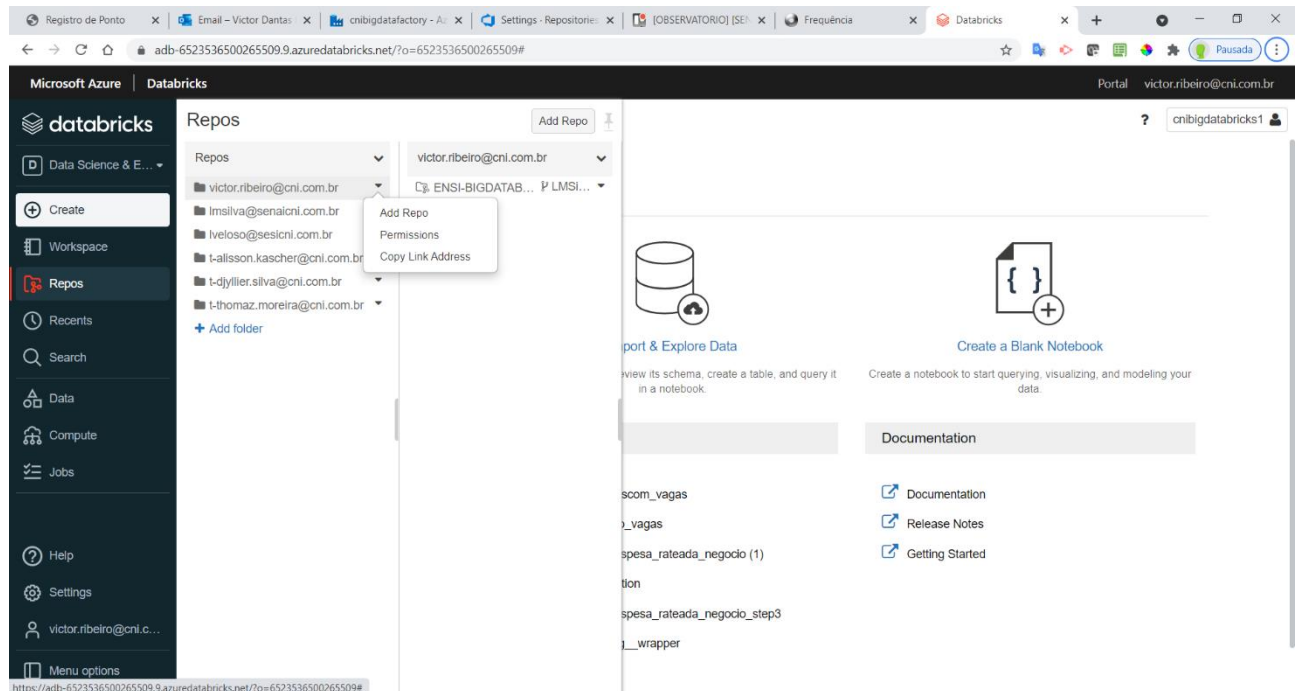 Registro de Ponto
Email – Victor Dantas
cnibigdatafactory - Az
Settings · Repositories
[OBSERVATORIO] [SEN
Frequência
Databricks
adb-6523536500265509.9.azuredatabricks.net/?o=6523536500265509#
Pausada
Microsoft Azure | Databricks
Portal victor.ribeiro@cni.com.br
databricks
Repos
Add Repo
? cnibigdatabricks1
Data Science & E...
Repos
victor.ribeiro@cni.com.br
victor.ribeiro@cni.com.br
ENSI-BIGDATAB... LMSi...
Create
lmsilva@senaicni.com.br
Add Repo
Workspace
lveloso@sesicni.com.br
Permissions
t-alisson.kascher@cni.com.br
Copy Link Address
Repos
t-djyllier.silva@cni.com.br
t-thomaz.moreira@cni.com.br
Recents
+ Add folder
Search
port & Explore Data
Create a Blank Notebook
view its schema, create a table, and query it
in a notebook.
Create a notebook to start querying, visualizing, and modeling your
data.
Data
Compute
Documentation
Jobs
scom_vagas
Documentation
o_vagas
Release Notes
Help
spesa_rateada_negocio (1)
Getting Started
tion
Settings
spesa_rateada_negocio_step3
victor.ribeiro@cni.c...
g__wrapper
Menu options
https://adb-6523536500265509.9.azuredatabricks.net/?o=6523536500265509#